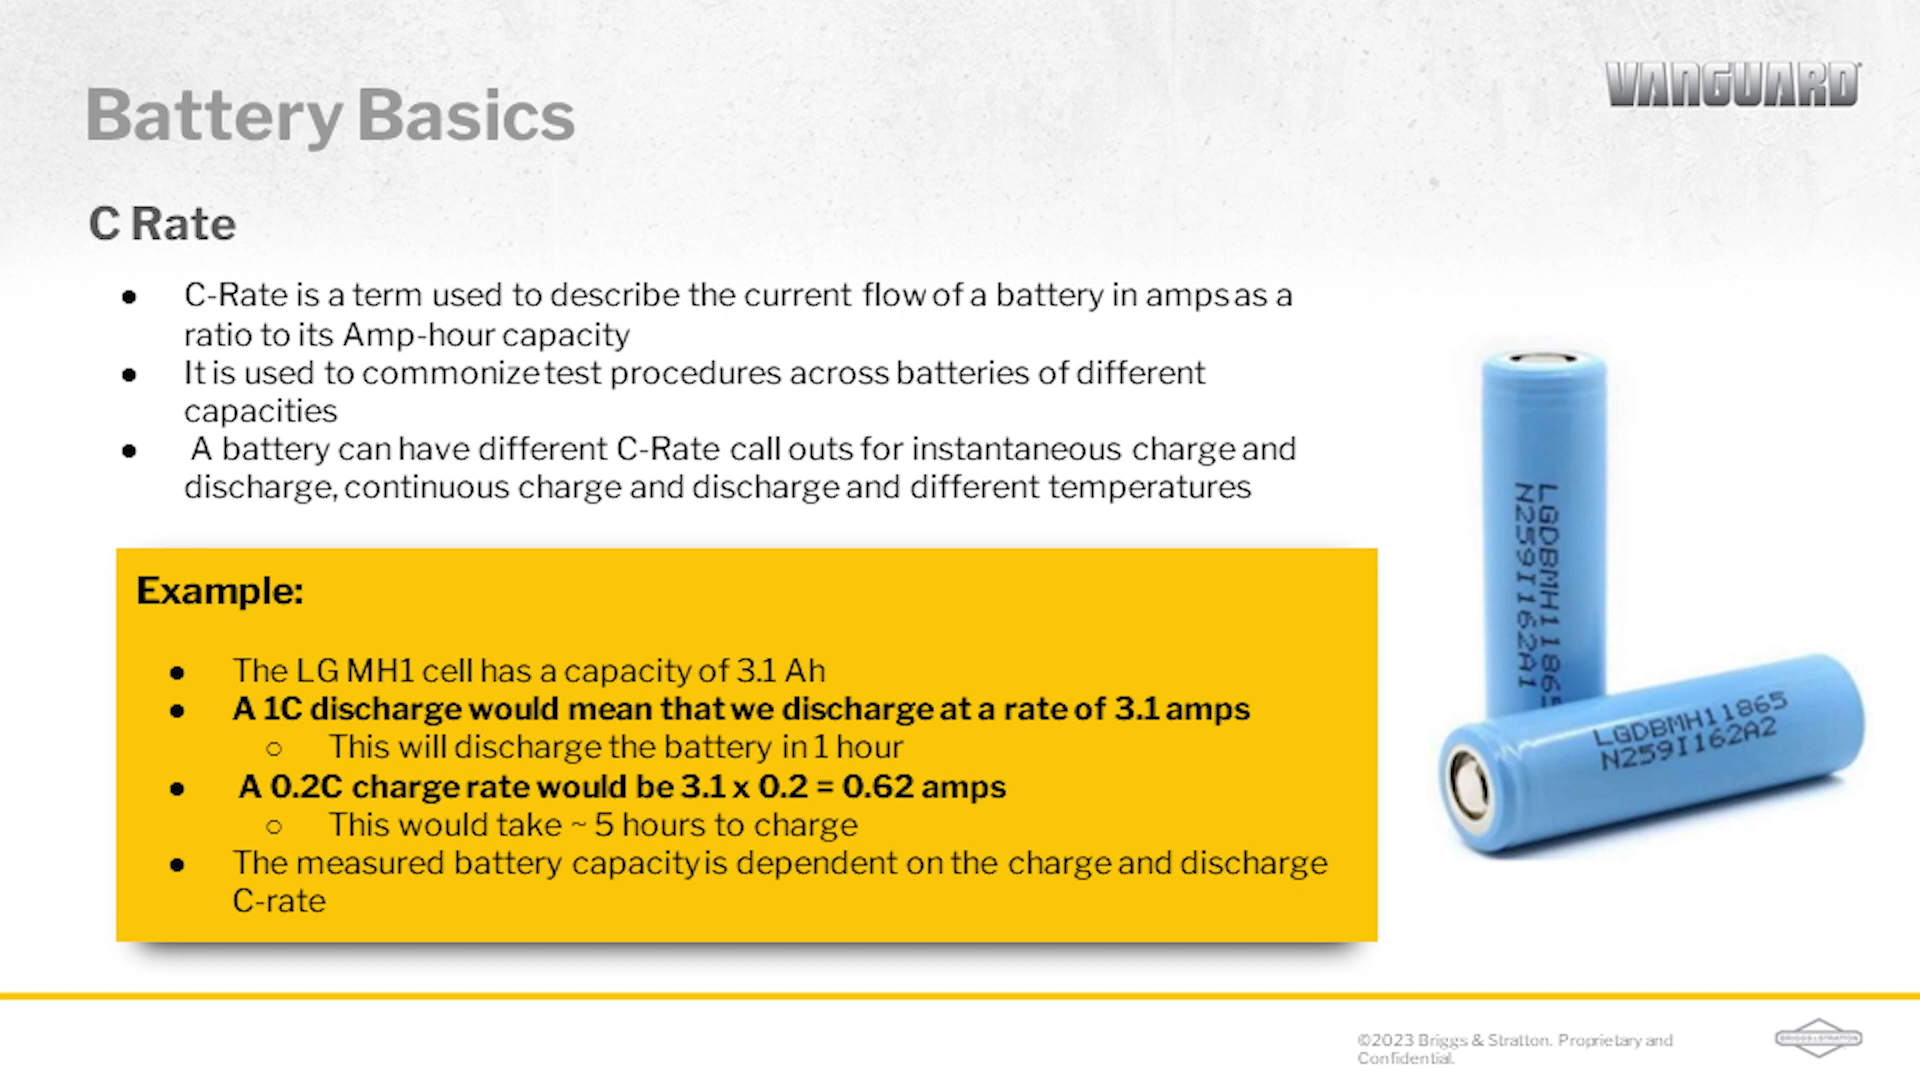 VANGUARD
Battery Basics
C Rate
● C-Rate is a term used to describe the current flow of a battery in amps as a
ratio to its Amp-hour capacity
● It is used to commonize test procedures across batteries of different
capacities
● A battery can have different C-Rate call outs for instantaneous charge and
discharge, continuous charge and discharge and different temperatures
Example:
● The LG MH1 cell has a capacity of 3.1 Ah
● A 1C discharge would mean that we discharge at a rate of 3.1 amps
○ This will discharge the battery in 1 hour
● A 0.2C charge rate would be 3.1 x 0.2 = 0.62 amps
○ This would take ~ 5 hours to charge
● The measured battery capacity is dependent on the charge and discharge
C-rate
LGDBMH11865
N259I162A1
LGDBMH11865
N259I162A2
©2023 Briggs & Stratton. Proprietary and
Confidential.
BRIGGS & STRATTON